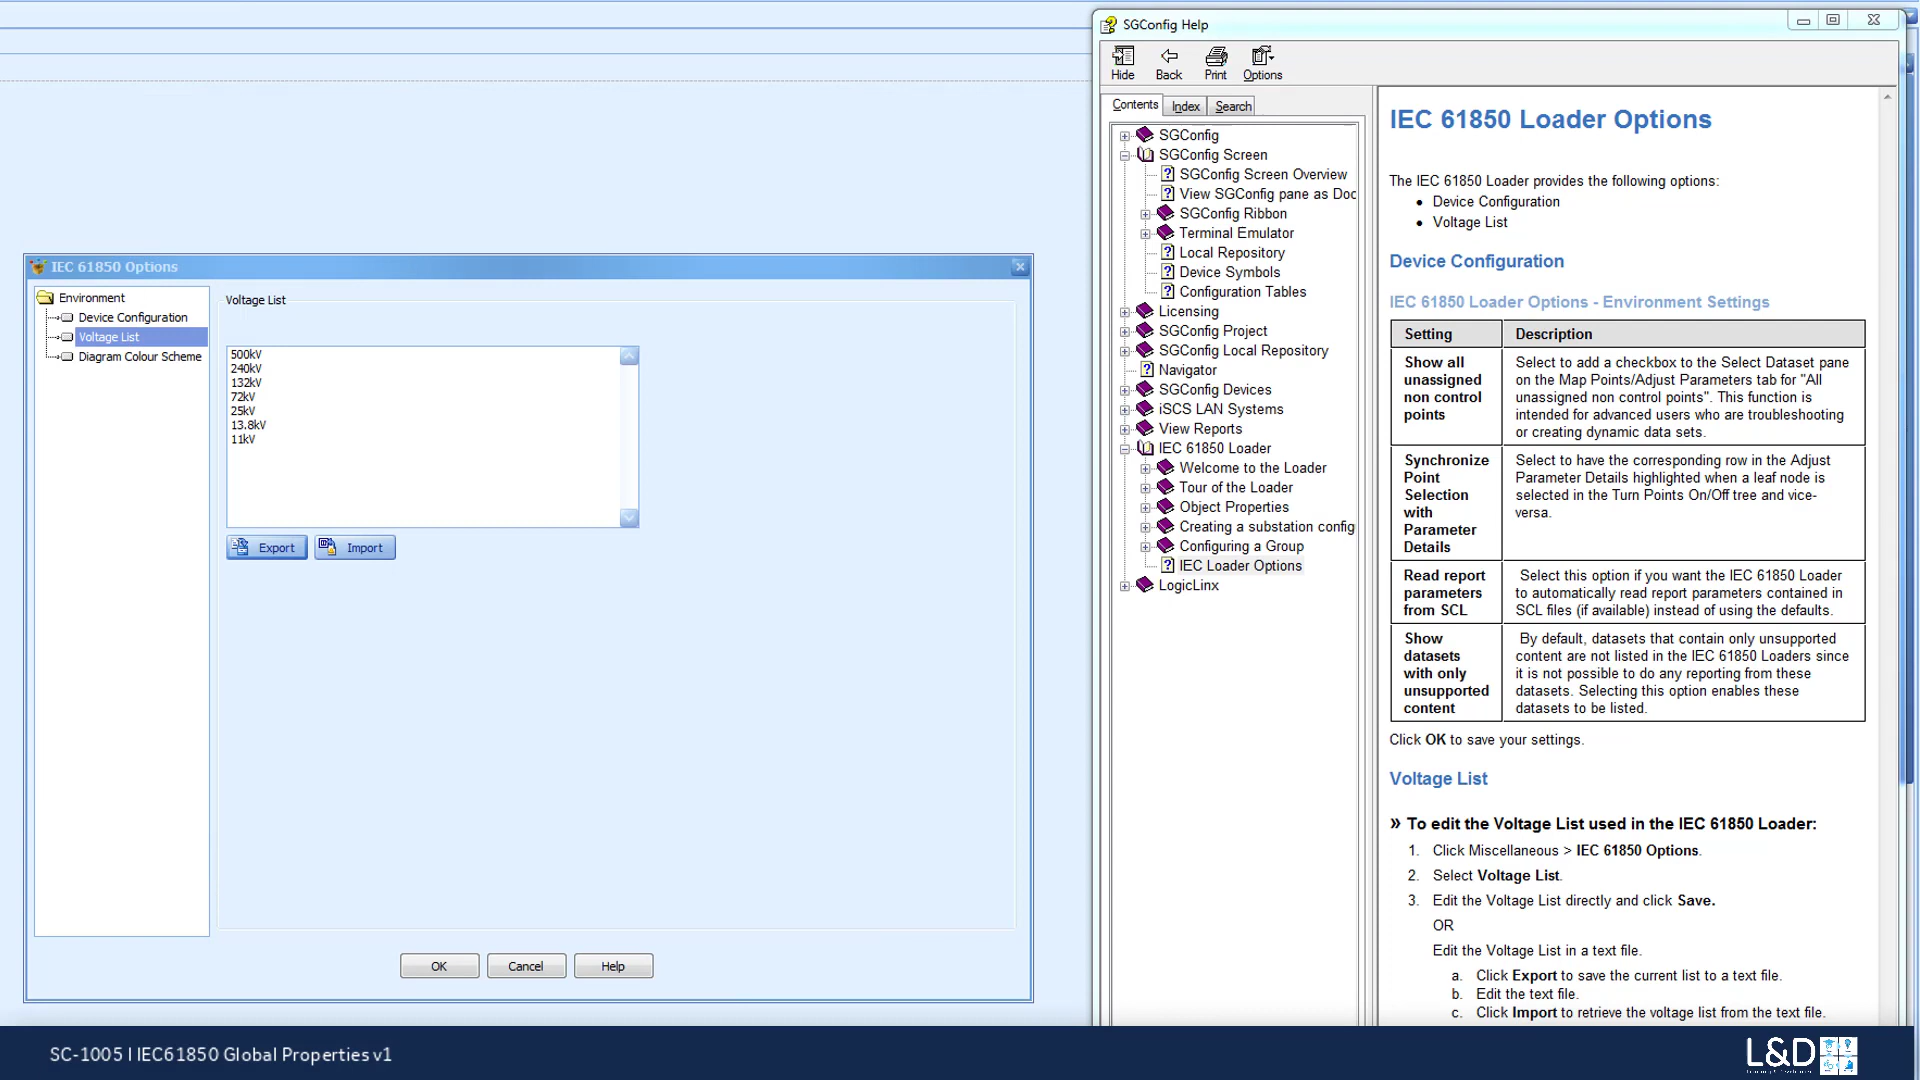 SGConfig Help
Hide
Back
Print
Options
Contents
Index
Search
SGConfig
SGConfig Screen
SGConfig Screen Overview
View SGConfig pane as Doc
SGConfig Ribbon
Terminal Emulator
Local Repository
Device Symbols
Configuration Tables
Licensing
SGConfig Project
SGConfig Local Repository
Navigator
SGConfig Devices
iSCS LAN Systems
View Reports
IEC 61850 Loader
Welcome to the Loader
Tour of the Loader
Object Properties
Creating a substation config
Configuring a Group
IEC Loader Options
LogicLinx
IEC 61850 Loader Options
The IEC 61850 Loader provides the following options:
• Device Configuration
• Voltage List
Device Configuration
IEC 61850 Loader Options - Environment Settings
Setting
Description
Show all
unassigned
non control
points
Select to add a checkbox to the Select Dataset pane
on the Map Points/Adjust Parameters tab for "All
unassigned non control points". This function is
intended for advanced users who are troubleshooting
or creating dynamic data sets.
Synchronize
Point
Selection
with
Parameter
Details
Select to have the corresponding row in the Adjust
Parameter Details highlighted when a leaf node is
selected in the Turn Points On/Off tree and vice-
versa.
Read report
parameters
from SCL
Select this option if you want the IEC 61850 Loader
to automatically read report parameters contained in
SCL files (if available) instead of using the defaults.
Show
datasets
with only
unsupported
content
By default, datasets that contain only unsupported
content are not listed in the IEC 61850 Loaders since
it is not possible to do any reporting from these
datasets. Selecting this option enables these
datasets to be listed.
Click OK to save your settings.
Voltage List
» To edit the Voltage List used in the IEC 61850 Loader:
1. Click Miscellaneous > IEC 61850 Options.
2. Select Voltage List.
3. Edit the Voltage List directly and click Save.
OR
Edit the Voltage List in a text file.
a. Click Export to save the current list to a text file.
b. Edit the text file.
c. Click Import to retrieve the voltage list from the text file.
IEC 61850 Options
Environment
Device Configuration
Voltage List
Diagram Colour Scheme
Voltage List
500kV
240kV
132kV
72kV
25kV
13.8kV
11kV
Export
Import
OK
Cancel
Help
SC-1005 I IEC61850 Global Properties v1
L&D